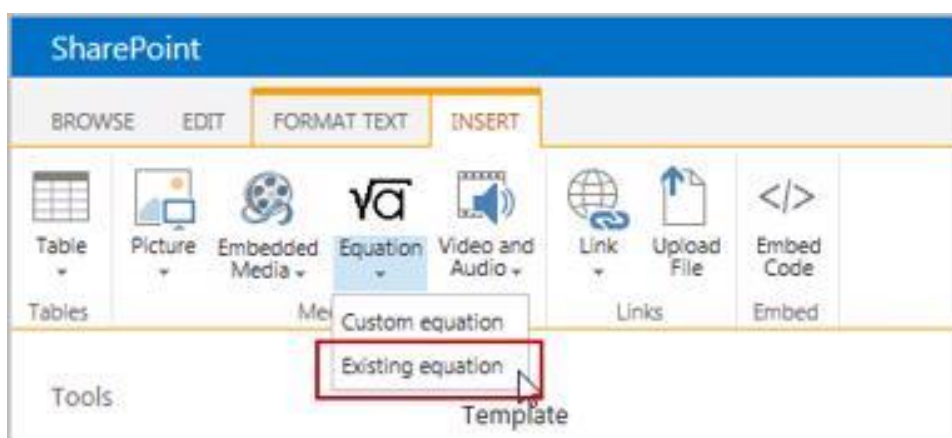 SharePoint
BROWSE EDIT FORMAT TEXT INSERT
Table Picture Embedded Media Equation Video and Audio Link Upload File Embed Code
Tables Links Embed
Custom equation
Existing equation
Tools
Template